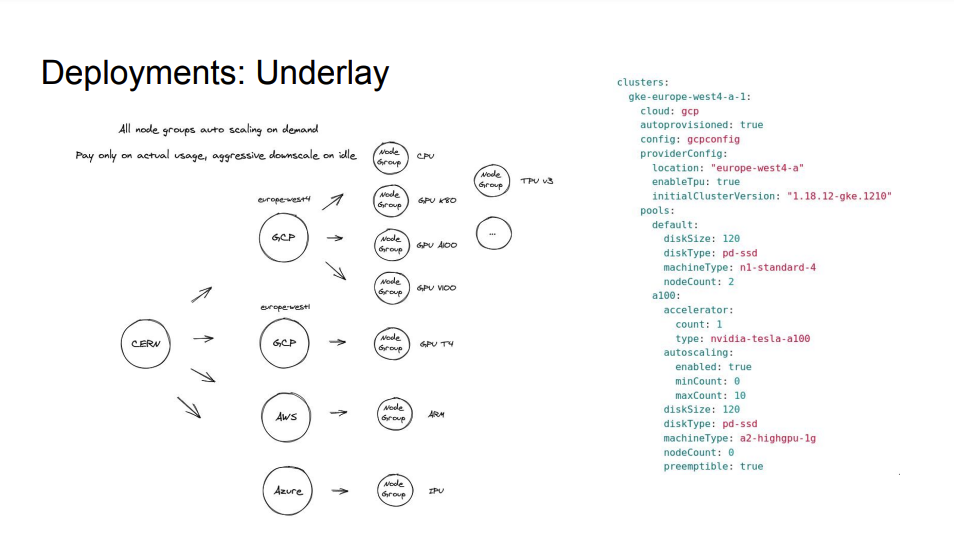 Deployments: Underlay
All node groups auto scaling on demand
Pay only on actual usage, aggressive downscale on idle
Node Group
CPU
Node Group
TPU v3
europe-west4
Node Group
GPU K80
GCP
Node Group
GPU A100
...
Node Group
GPU V100
europe-west1
CERN
GCP
Node Group
GPU T4
AWS
Node Group
ARM
Azure
Node Group
IPU
clusters:
gke-europe-west4-a-1:
cloud: gcp
autoprovisioned: true
config: gcpconfig
providerConfig:
location: "europe-west4-a"
enableTpu: true
initialClusterVersion: "1.18.12-gke.1210"
pools:
default:
diskSize: 120
diskType: pd-ssd
machineType: n1-standard-4
nodeCount: 2
a100:
accelerator:
count: 1
type: nvidia-tesla-a100
autoscaling:
enabled: true
minCount: 0
maxCount: 10
diskSize: 120
diskType: pd-ssd
machineType: a2-highgpu-1g
nodeCount: 0
preemptible: true